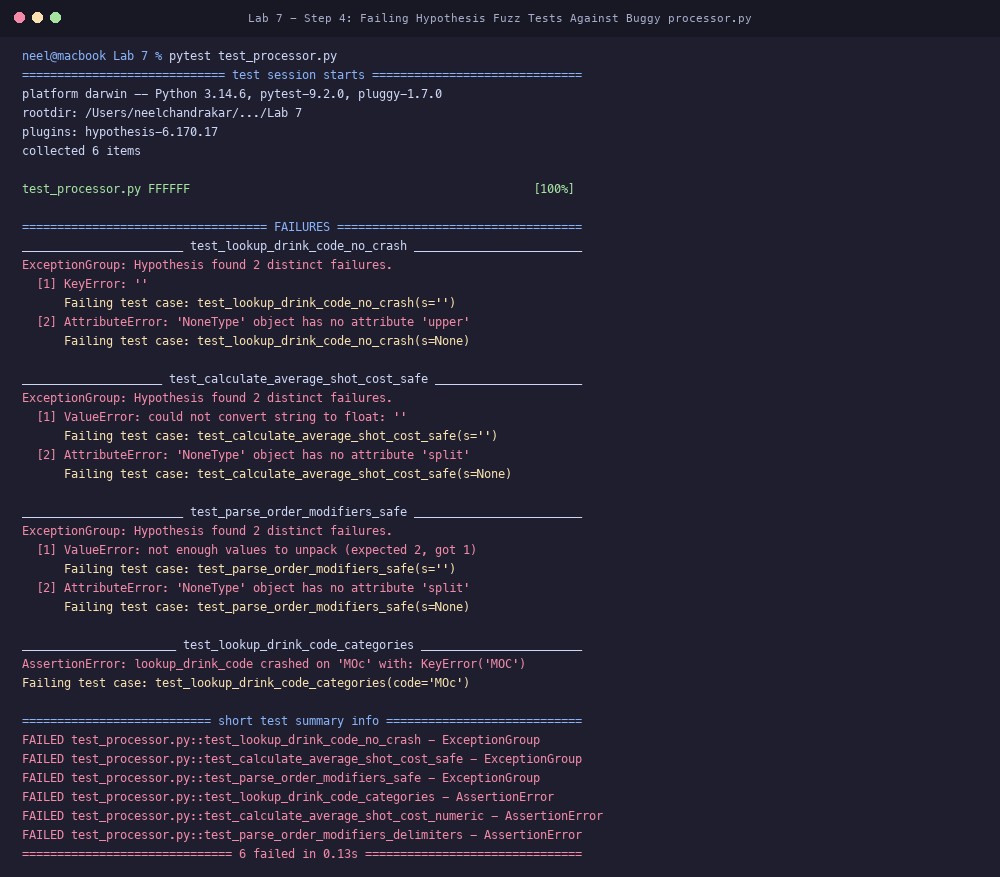 Lab 7 – Step 4: Failing Hypothesis Fuzz Tests Against Buggy processor.py
neel@macbook Lab 7 % pytest test_processor.py
============================= test session starts ==============================
platform darwin -- Python 3.14.6, pytest-9.2.0, pluggy-1.7.0
rootdir: /Users/neelchandrakar/.../Lab 7
plugins: hypothesis-6.170.17
collected 6 items
test_processor.py FFFFFF [100%]
=================================== FAILURES ===================================
_______________________ test_lookup_drink_code_no_crash ________________________
ExceptionGroup: Hypothesis found 2 distinct failures.
[1] KeyError: ''
Failing test case: test_lookup_drink_code_no_crash(s='')
[2] AttributeError: 'NoneType' object has no attribute 'upper'
Failing test case: test_lookup_drink_code_no_crash(s=None)
____________________ test_calculate_average_shot_cost_safe _____________________
ExceptionGroup: Hypothesis found 2 distinct failures.
[1] ValueError: could not convert string to float: ''
Failing test case: test_calculate_average_shot_cost_safe(s='')
[2] AttributeError: 'NoneType' object has no attribute 'split'
Failing test case: test_calculate_average_shot_cost_safe(s=None)
_______________________ test_parse_order_modifiers_safe ________________________
ExceptionGroup: Hypothesis found 2 distinct failures.
[1] ValueError: not enough values to unpack (expected 2, got 1)
Failing test case: test_parse_order_modifiers_safe(s='')
[2] AttributeError: 'NoneType' object has no attribute 'split'
Failing test case: test_parse_order_modifiers_safe(s=None)
______________________ test_lookup_drink_code_categories ________________________
AssertionError: lookup_drink_code crashed on 'MOc' with: KeyError('MOC')
Failing test case: test_lookup_drink_code_categories(code='MOc')
=========================== short test summary info ============================
FAILED test_processor.py::test_lookup_drink_code_no_crash - ExceptionGroup
FAILED test_processor.py::test_calculate_average_shot_cost_safe - ExceptionGroup
FAILED test_processor.py::test_parse_order_modifiers_safe - ExceptionGroup
FAILED test_processor.py::test_lookup_drink_code_categories - AssertionError
FAILED test_processor.py::test_calculate_average_shot_cost_numeric - AssertionError
FAILED test_processor.py::test_parse_order_modifiers_delimiters - AssertionError
============================== 6 failed in 0.13s ===============================